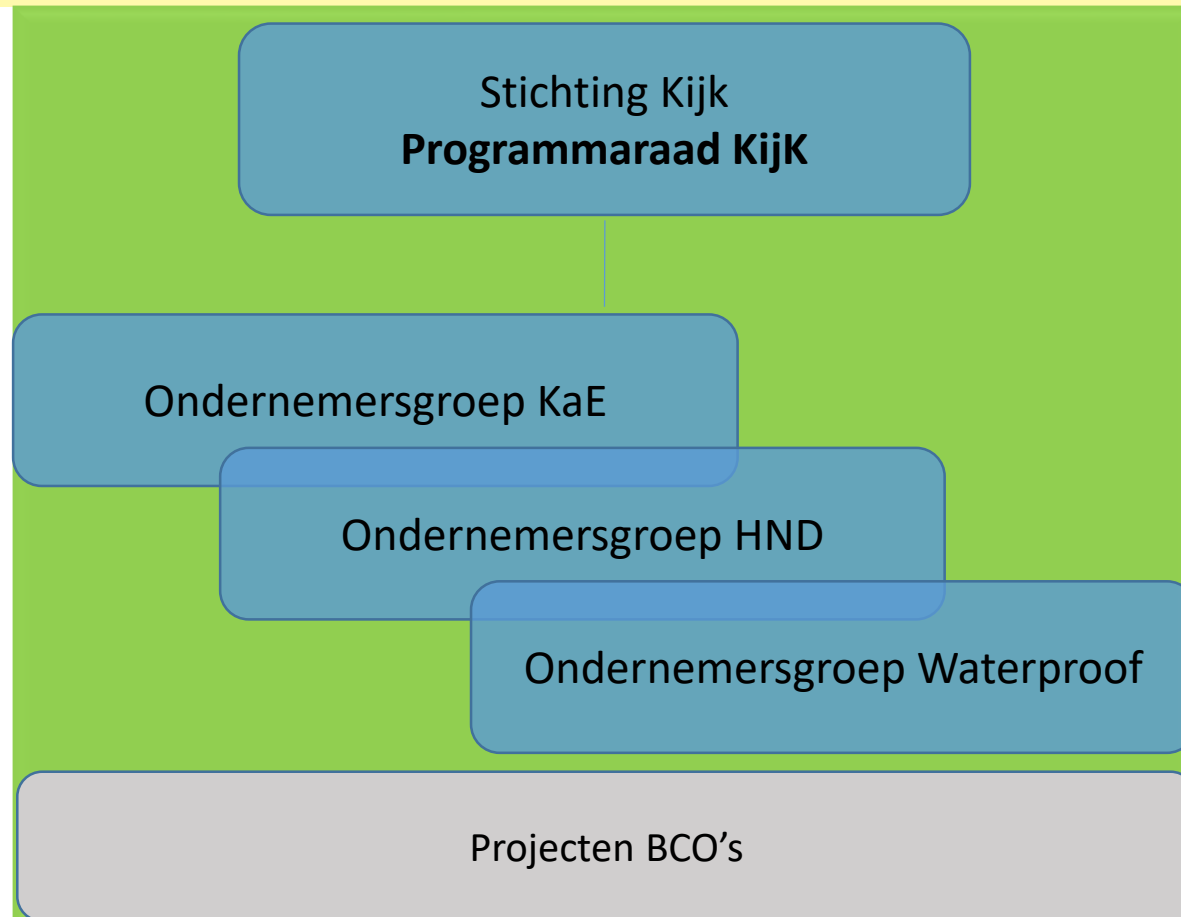 Stichting Kijk
Programmaraad KijK
Ondernemersgroep KaE
Ondernemersgroep HND
Ondernemersgroep Waterproof
Projecten BCO’s